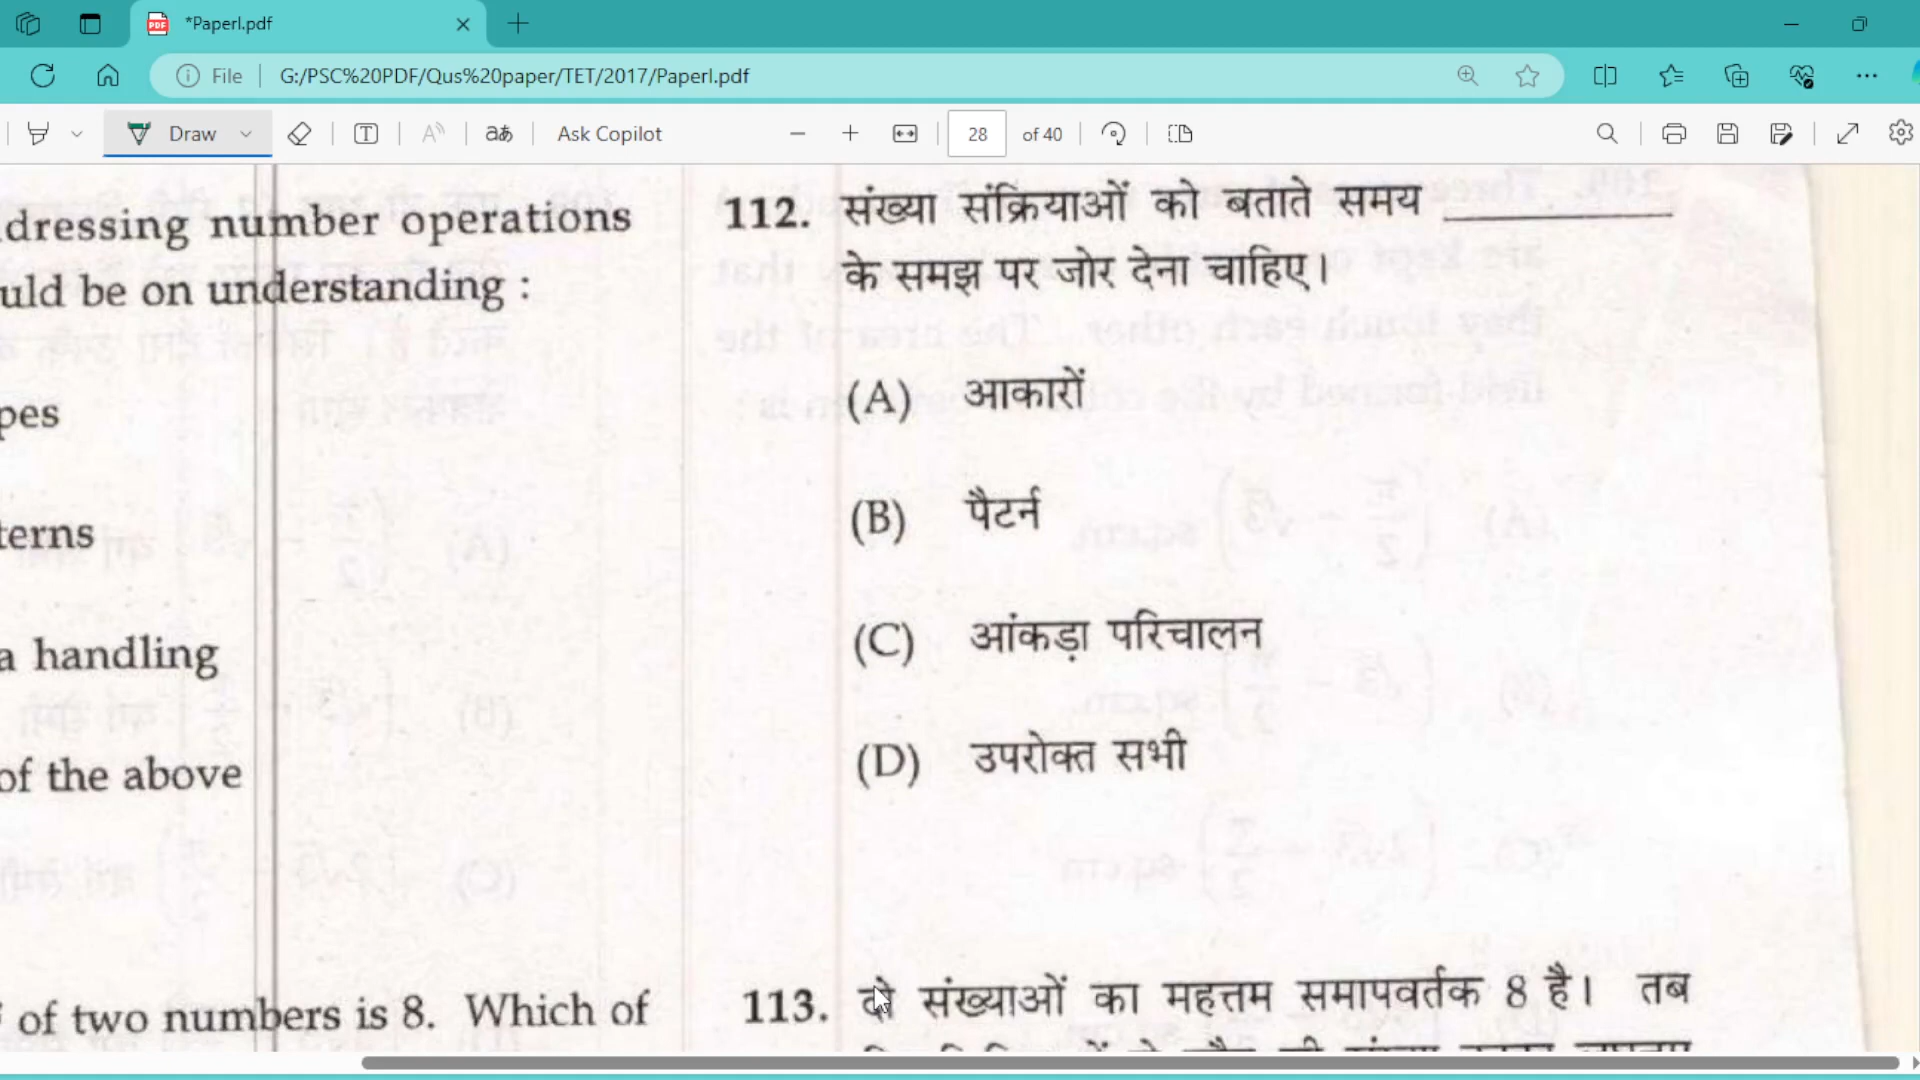 *PaperI.pdf
File
G:/PSC%20PDF/Qus%20paper/TET/2017/PaperI.pdf
Draw
aあ
Ask Copilot
28
of 40
dressing number operations
uld be on understanding :
pes
terns
a handling
of the above
of two numbers is 8. Which of
112. संख्या संक्रियाओं को बताते समय ____________
के समझ पर जोर देना चाहिए।
(A) आकारों
(B) पैटर्न
(C) आंकड़ा परिचालन
(D) उपरोक्त सभी
113. दो संख्याओं का महत्तम समापवर्तक 8 है। तब